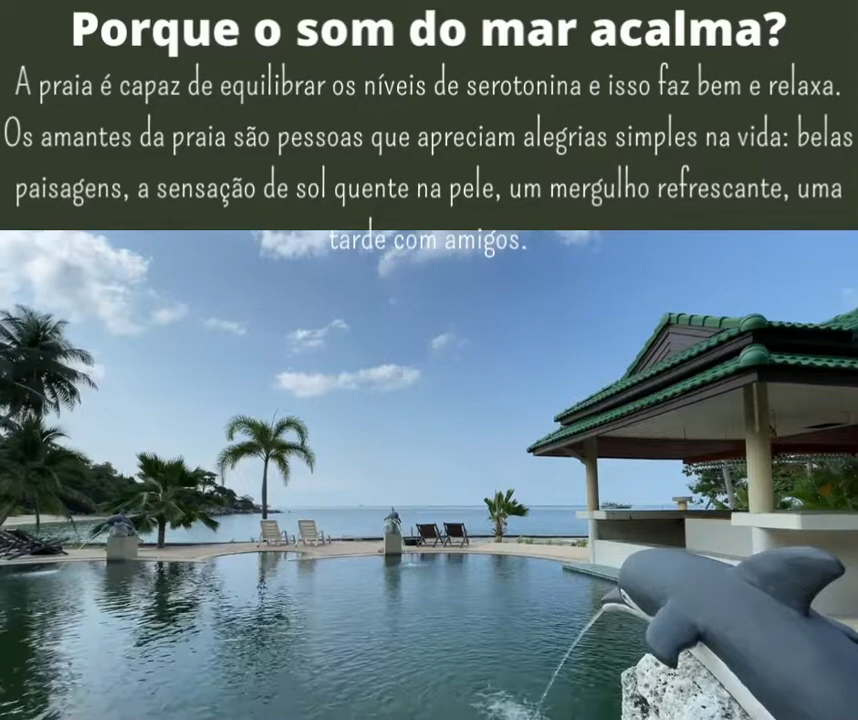 Porque o som do mar acalma?
A praia é capaz de equilibrar os níveis de serotonina e isso faz bem e relaxa.
Os amantes da praia são pessoas que apreciam alegrias simples na vida: belas
paisagens, a sensação de sol quente na pele, um mergulho refrescante, uma
tarde com amigos.